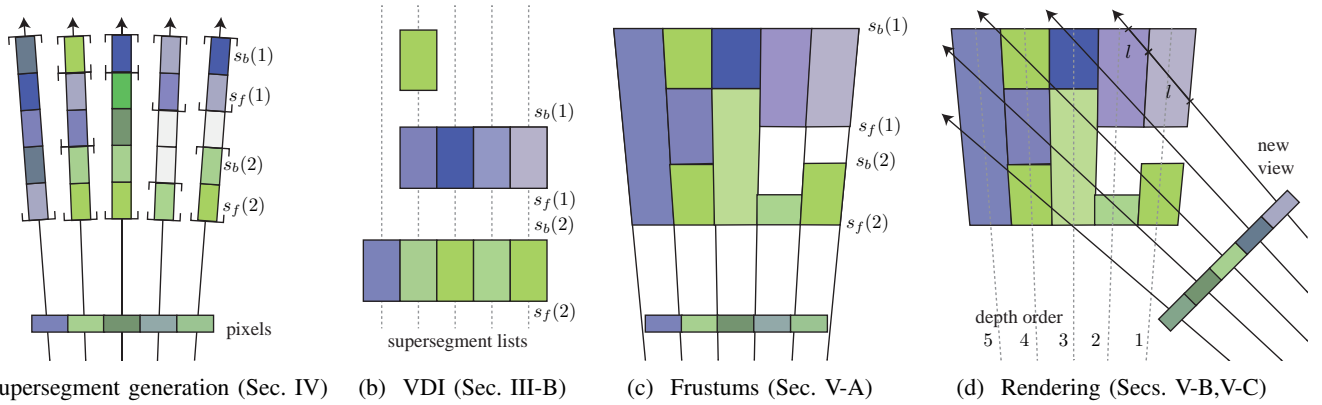 s_b(1)
s_f(1)
s_b(2)
s_f(2)
pixels
s_b(1)
s_f(1)
s_b(2)
s_f(2)
supersegment lists
s_b(1)
s_f(1)
s_b(2)
s_f(2)
l
l
new
view
depth order
5 4 3 2 1
upersegment generation (Sec. IV)
(b) VDI (Sec. III-B)
(c) Frustums (Sec. V-A)
(d) Rendering (Secs. V-B,V-C)